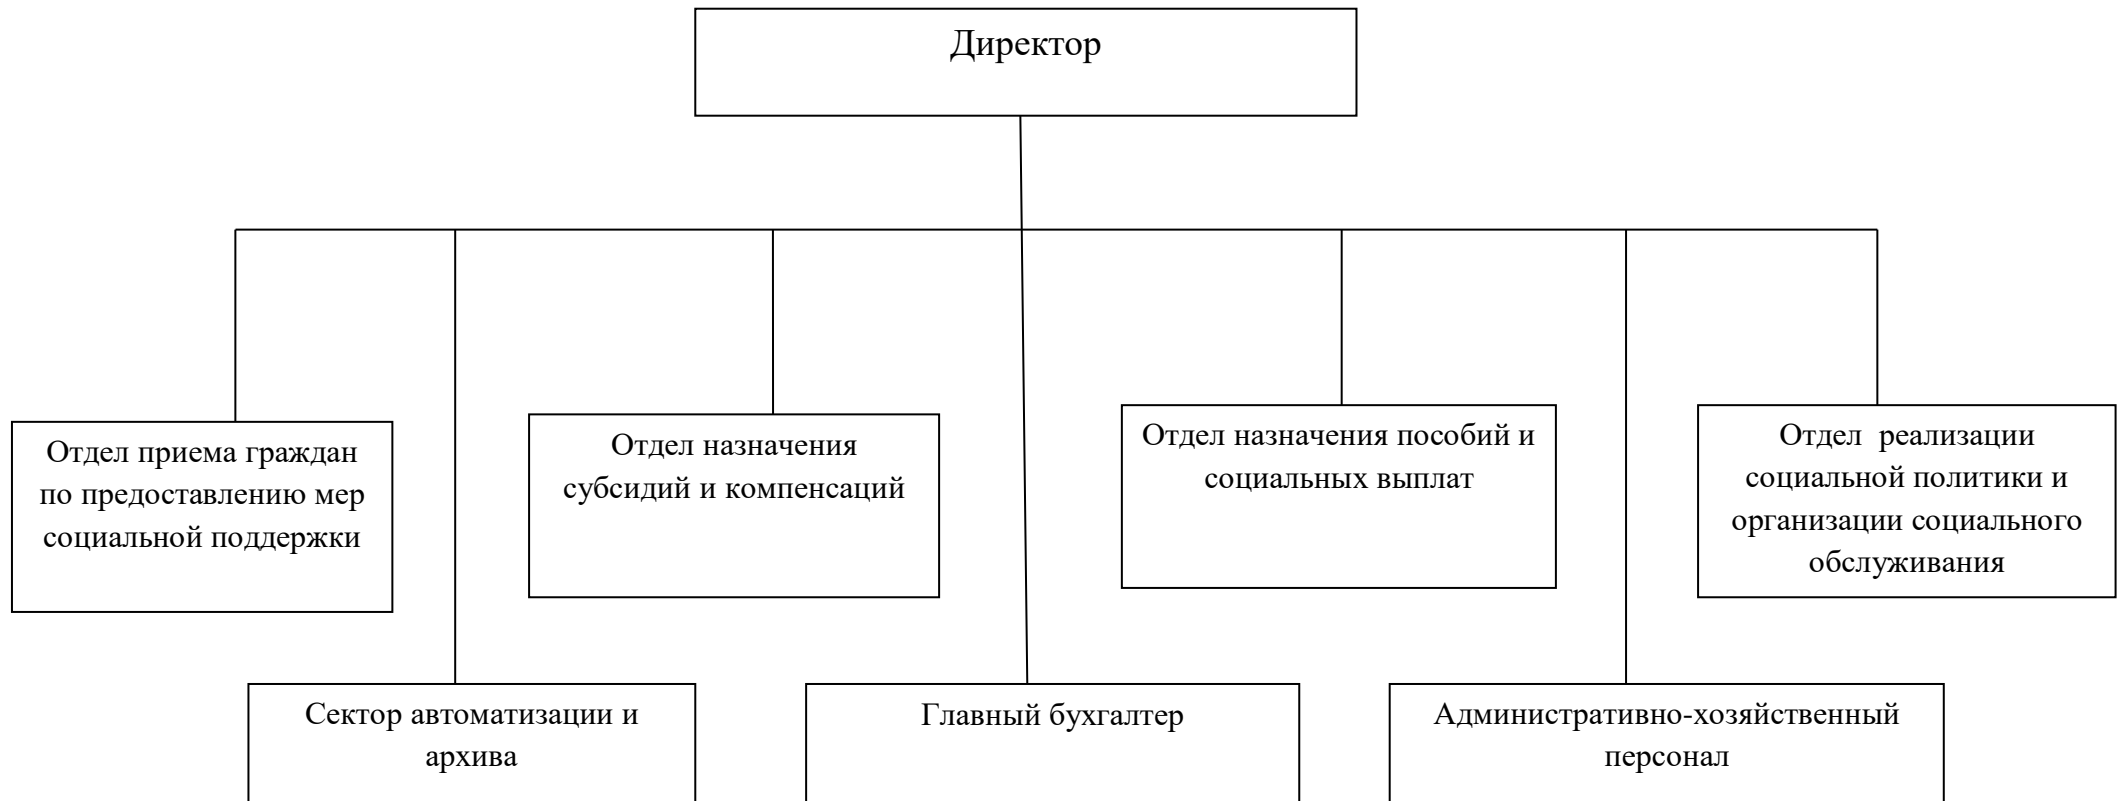 Директор
Отдел приема граждан
по предоставлению мер
социальной поддержки
Отдел назначения
субсидий и компенсаций
Отдел назначения пособий и
социальных выплат
Отдел  реализации
социальной политики и
организации социального
обслуживания
Сектор автоматизации и
архива
Главный бухгалтер
Административно-хозяйственный
персонал